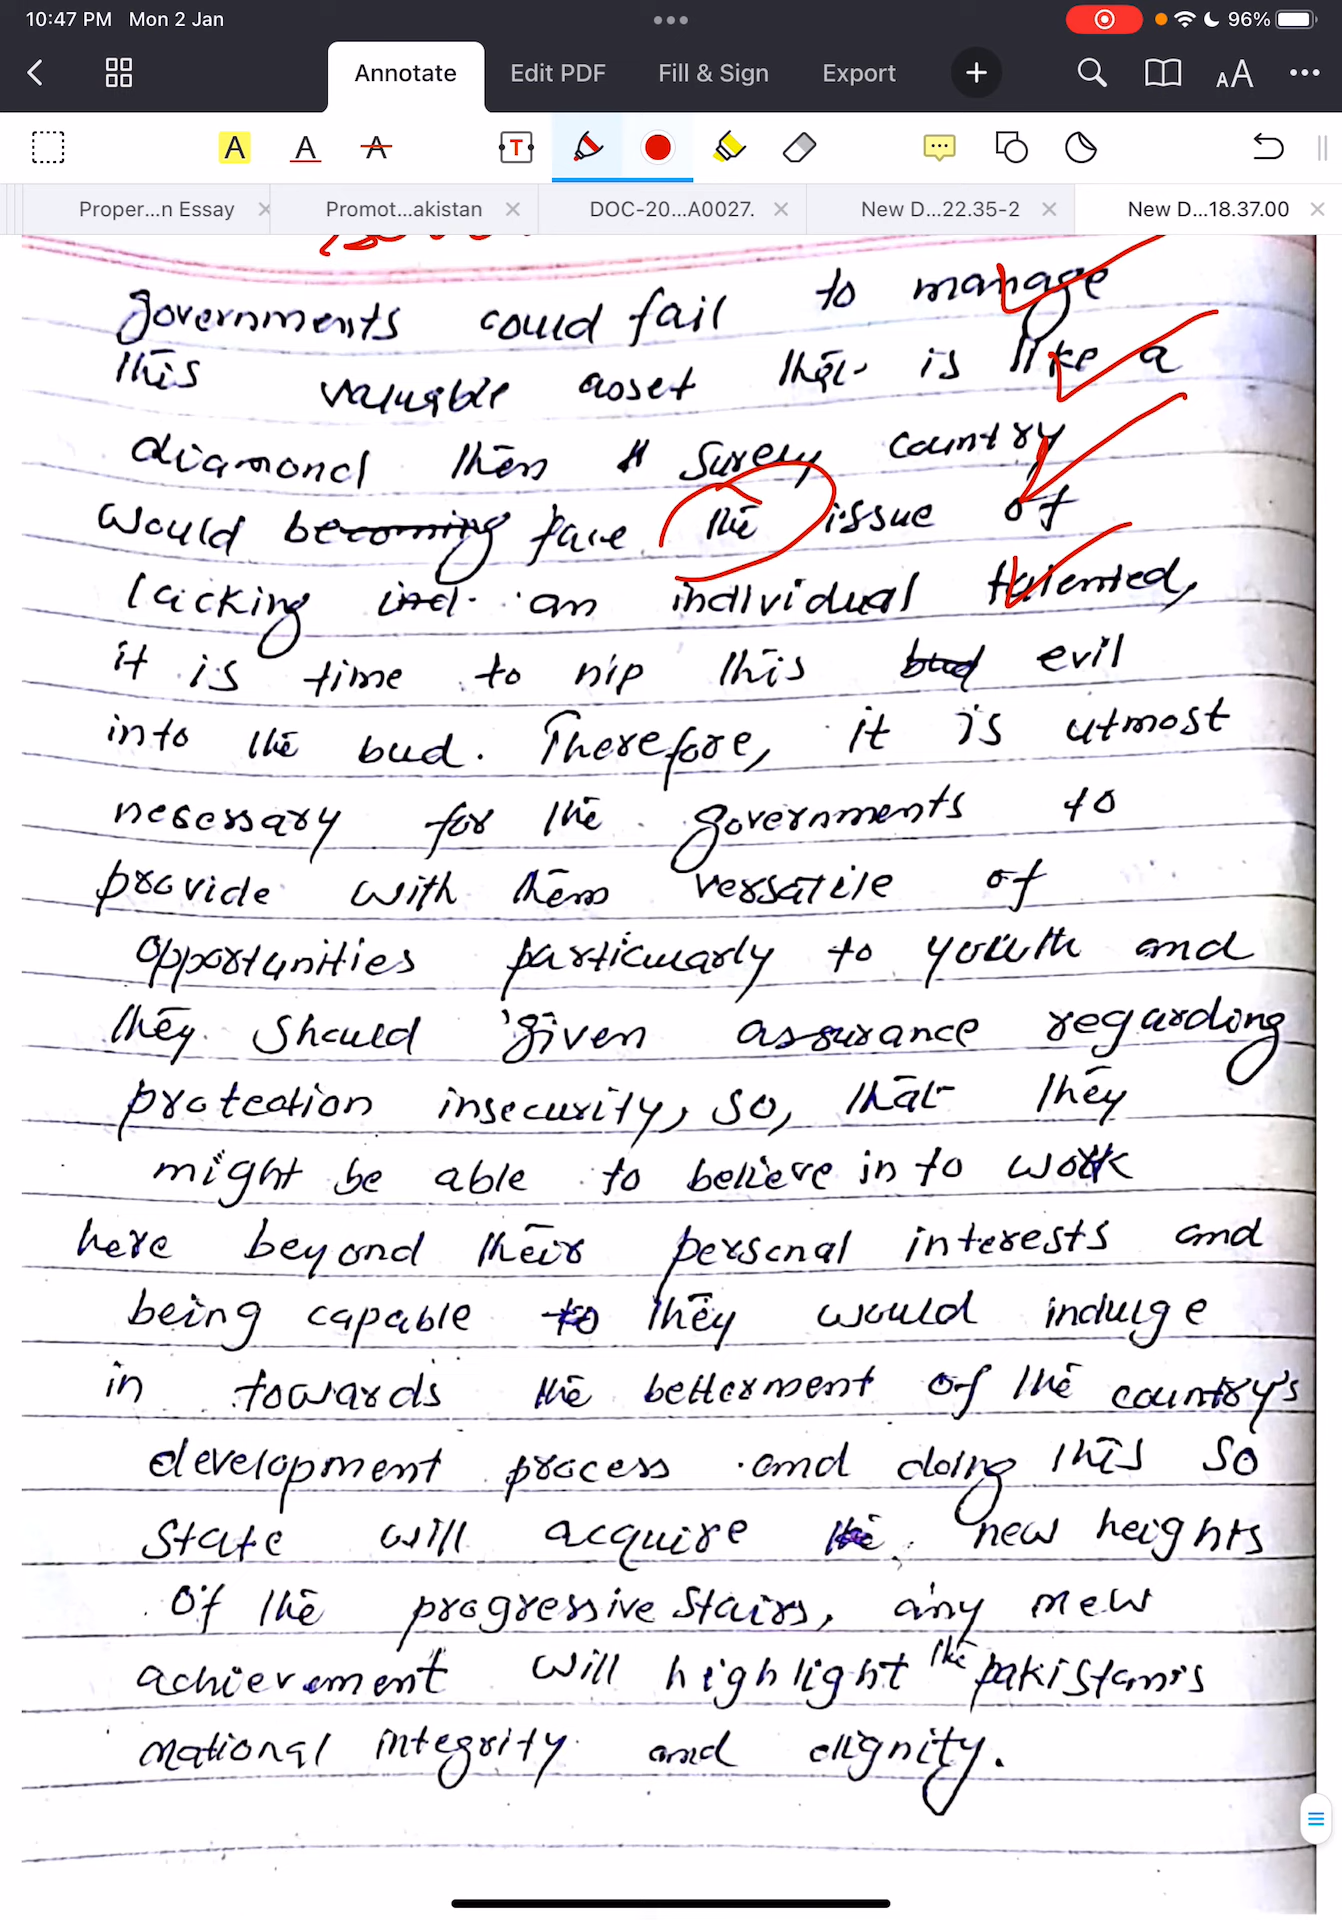 10:47 PM Mon 2 Jan 96%
Annotate Edit PDF Fill & Sign Export
Proper...n Essay Promot...akistan DOC-20...A0027. New D...22.35-2 New D...18.37.00
governments could fail to manage
this valuable asset that is like a
diamond then surely country
would becoming face the issue of
lacking ind. an individual talented,
it is time to nip this bud evil
into the bud. Therefore, it is utmost
nesessary for the governments to
provide with them versatile of
opportunities particularly to youth and
they should given assurance regarding
protection insecurity, so, that they
might be able to believe in to work
here beyond their personal interests and
being capable to they would indulge
in towards the betterment of the country's
development process and doing this so
state will acquire the new heights
of the progressive stairs, any new
achievement will highlight the pakistan's
national integrity and dignity.